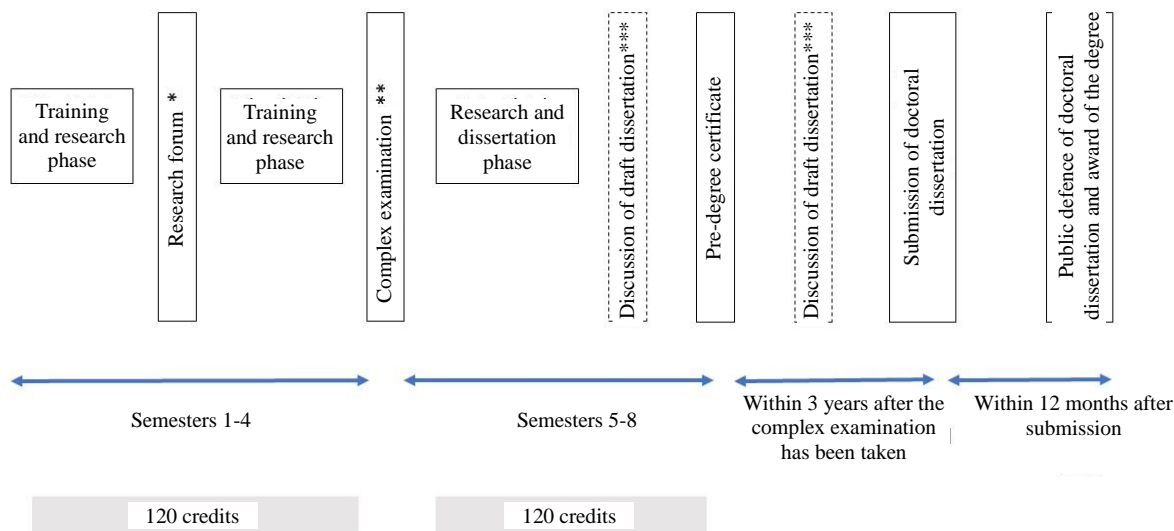 Training
and research
phase
Research forum *
Training
and research
phase
Complex examination **
Research and
dissertation
phase
Discussion of draft dissertation***
Pre-degree certificate
Discussion of draft dissertation***
Submission of doctoral
dissertation
Public defence of doctoral
dissertation and award of the degree
Semesters 1-4
Semesters 5-8
Within 3 years after the
complex examination
has been taken
Within 12 months after
submission
120 credits
120 credits